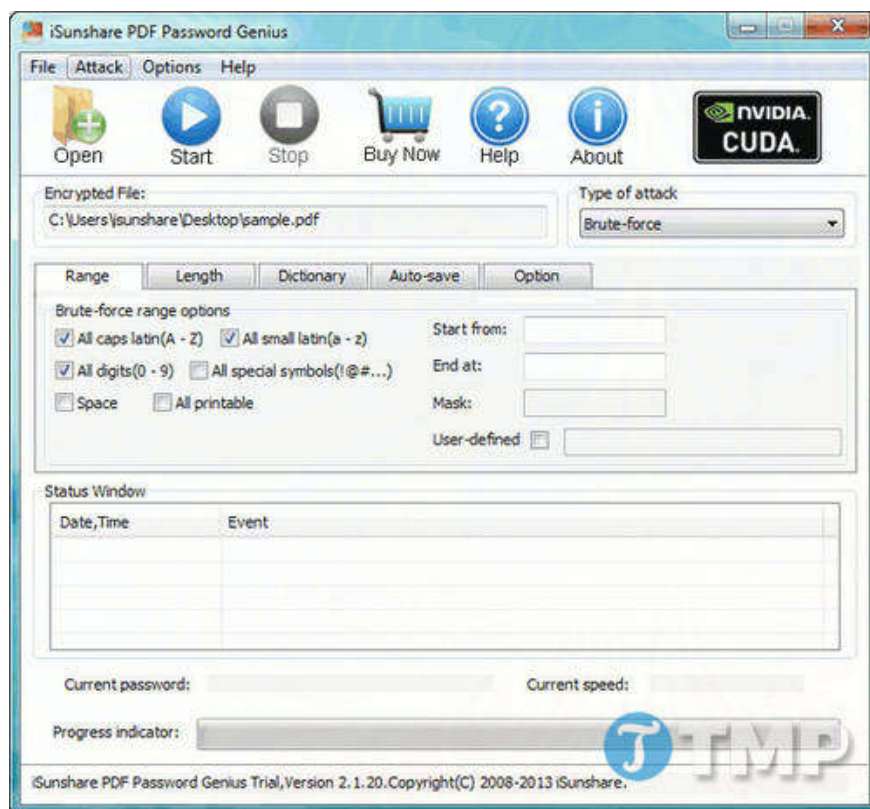 iSunshare PDF Password Genius
File Attack Options Help
Open Start Stop Buy Now Help About
NVIDIA.
CUDA.
Encrypted File: Type of attack
C:\Users\isunshare\Desktop\sample.pdf Brute-force
Range Length Dictionary Auto-save Option
Brute-force range options
All caps latin(A - Z) All small latin(a - z) Start from:
All digits(0 - 9) All special symbols(!@#...) End at:
Space All printable Mask:
User-defined
Status Window
Date,Time Event
Current password: Current speed:
Progress indicator:
TMP
iSunshare PDF Password Genius Trial,Version 2.1.20.Copyright(C) 2008-2013 iSunshare.